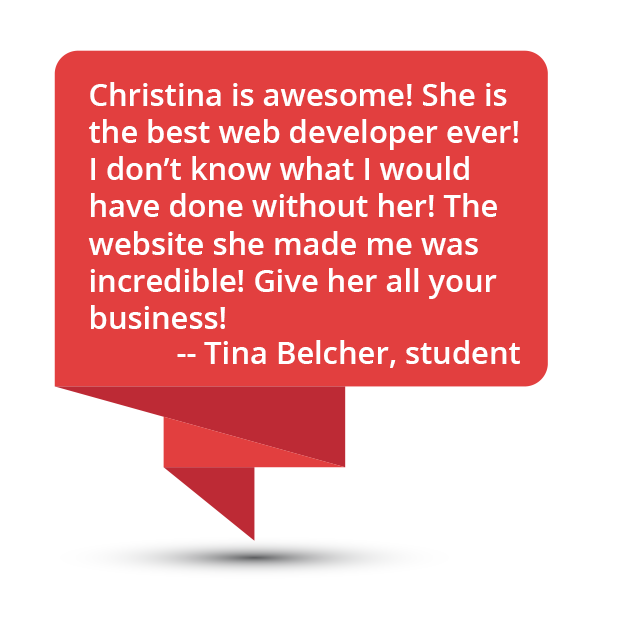 Christina is awesome! She is
the best web developer ever!
I don’t know what I would
have done without her! The
website she made me was
incredible! Give her all your
business!
-- Tina Belcher, student